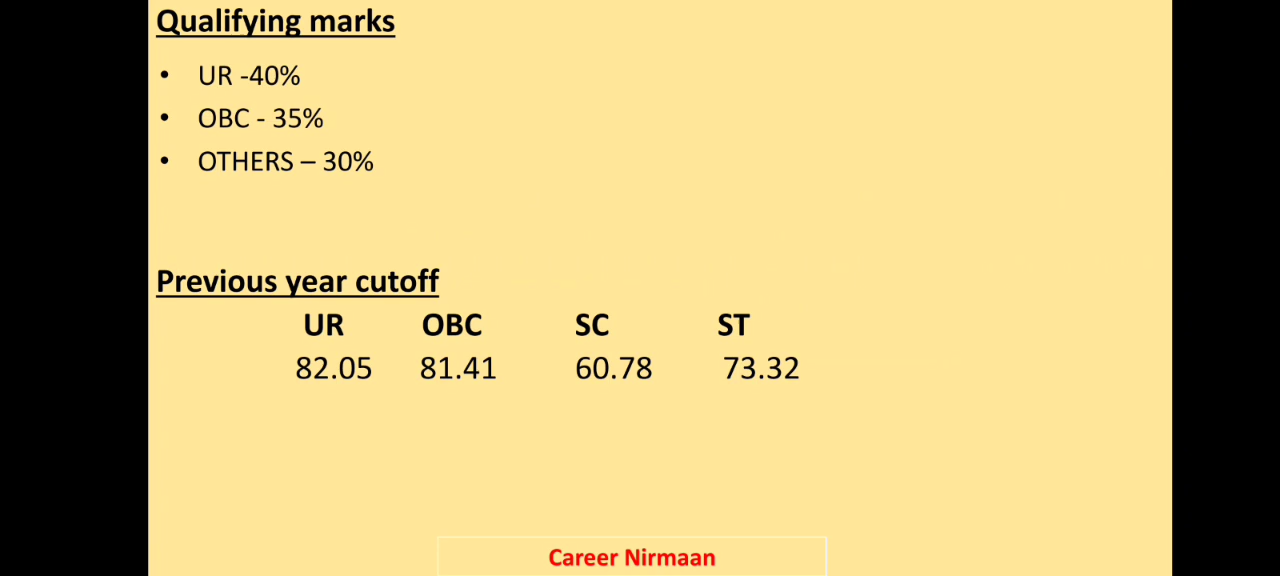 Qualifying marks
• UR -40%
• OBC - 35%
• OTHERS – 30%
Previous year cutoff
UR OBC SC ST
82.05 81.41 60.78 73.32
Career Nirmaan